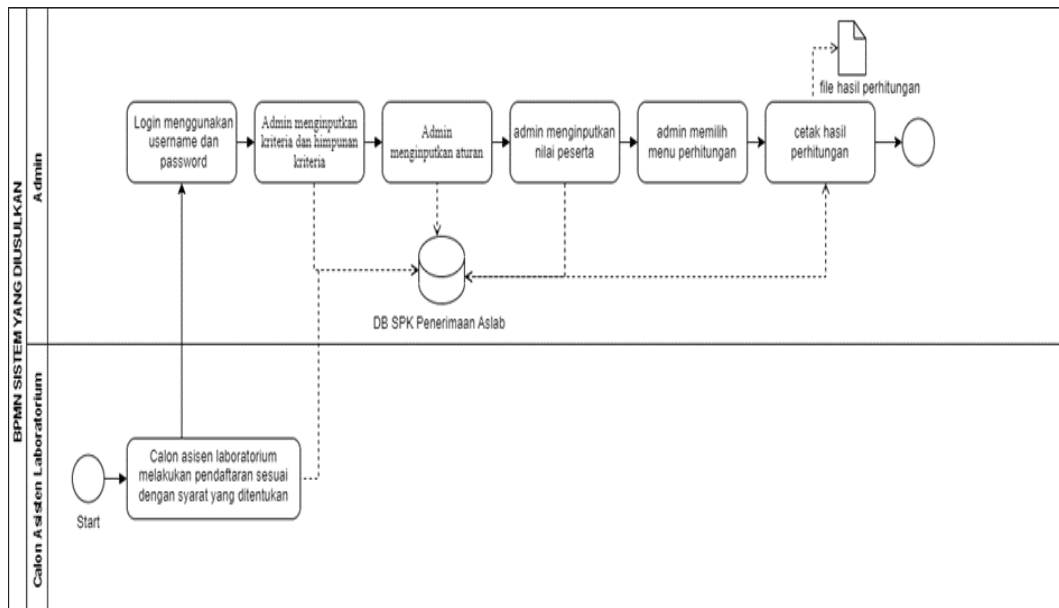 BPMN SISTEM YANG DIUSULKAN
Admin
file hasil perhitungan
Login menggunakan
username dan
password
Admin menginputkan
kriteria dan himpunan
kriteria
Admin
menginputkan aturan
admin menginputkan
nilai peserta
admin memilih
menu perhitungan
cetak hasil
perhitungan
DB SPK Penerimaan Aslab
Calon Asisten Laboratorium
Calon asisen laboratorium
melakukan pendaftaran sesuai
dengan syarat yang ditentukan
Start